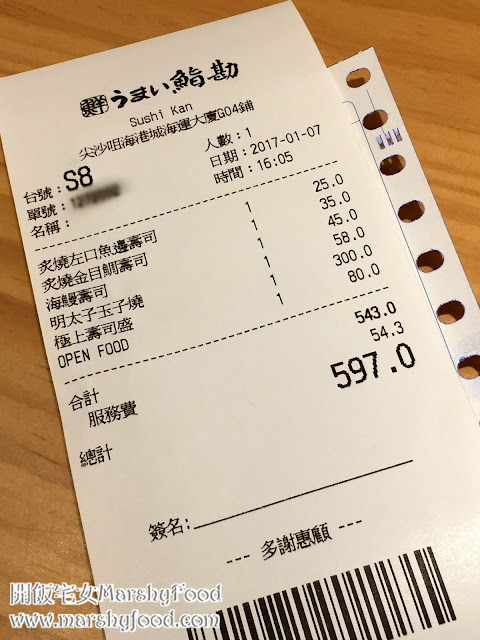 鮮 うまい鮨勘
Sushi Kan
尖沙咀海港城海運大廈G04鋪
台號：S8 人數：1
單號： 日期：2017-01-07
名稱： 時間：16:05
炙燒左口魚邊壽司 1 25.0
炙燒金目鯛壽司 1 35.0
海鰻壽司 1 45.0
明太子玉子燒 1 58.0
極上壽司盛 1 300.0
OPEN FOOD 1 80.0
合計 543.0
服務費 54.3
總計 597.0
簽名：
--- 多謝惠顧 ---
開飯宅女MarshyFood
www.marshyfood.com